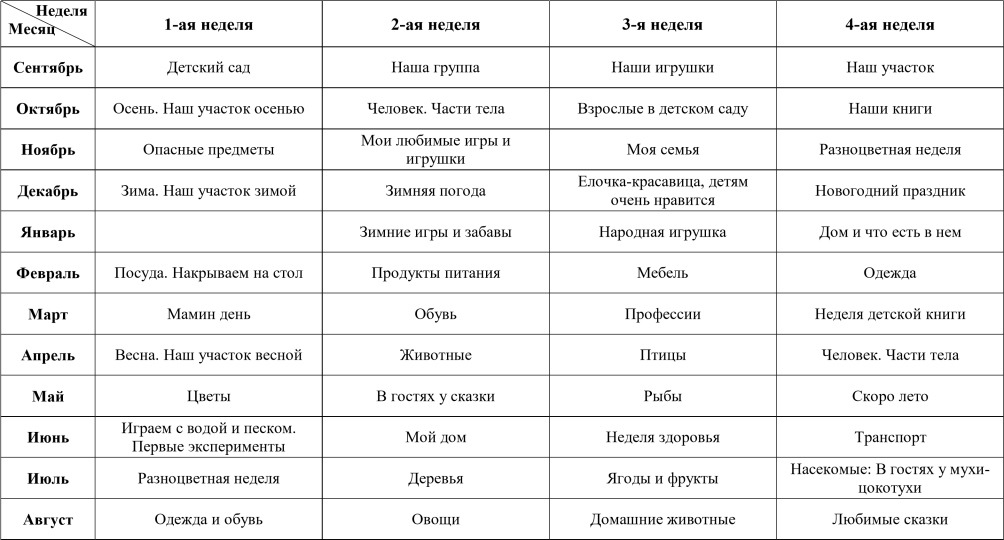 Неделя
Месяц
1-ая неделя
2-ая неделя
3-я неделя
4-ая неделя
Сентябрь
Детский сад
Наша группа
Наши игрушки
Наш участок
Октябрь
Осень. Наш участок осенью
Человек. Части тела
Взрослые в детском саду
Наши книги
Ноябрь
Опасные предметы
Мои любимые игры и
игрушки
Моя семья
Разноцветная неделя
Декабрь
Зима. Наш участок зимой
Зимняя погода
Елочка-красавица, детям
очень нравится
Новогодний праздник
Январь
Зимние игры и забавы
Народная игрушка
Дом и что есть в нем
Февраль
Посуда. Накрываем на стол
Продукты питания
Мебель
Одежда
Март
Мамин день
Обувь
Профессии
Неделя детской книги
Апрель
Весна. Наш участок весной
Животные
Птицы
Человек. Части тела
Май
Цветы
В гостях у сказки
Рыбы
Скоро лето
Июнь
Играем с водой и песком.
Первые эксперименты
Мой дом
Неделя здоровья
Транспорт
Июль
Разноцветная неделя
Деревья
Ягоды и фрукты
Насекомые: В гостях у мухи-
цокотухи
Август
Одежда и обувь
Овощи
Домашние животные
Любимые сказки